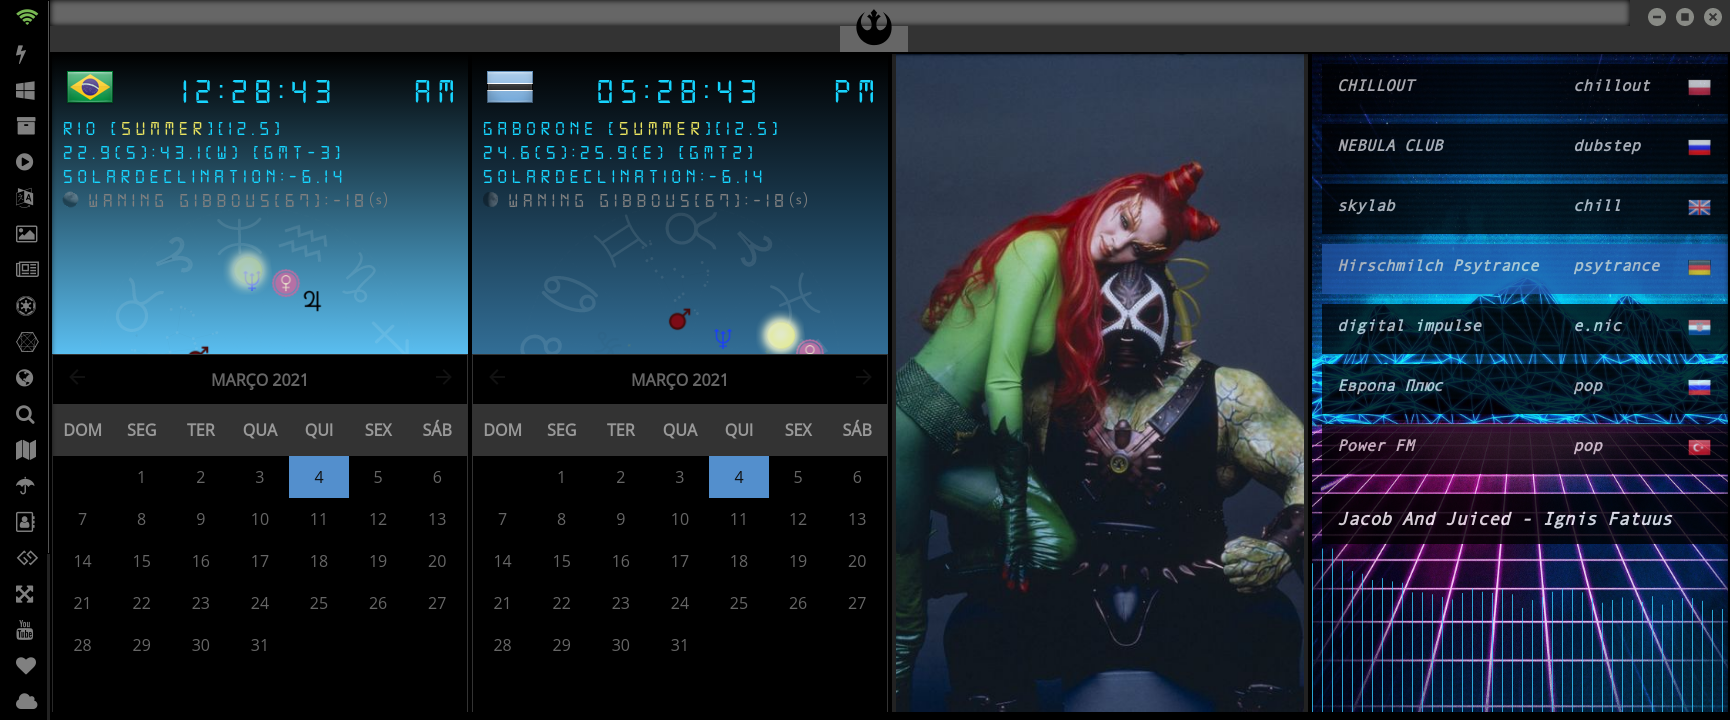 12:28:43 AM
RIO [SUMMER][12.5]
22.9(S):43.1(W) [GMT-3]
SOLARDECLINATION:-6.14
WANING GIBBOUS[67]:-18(s)
MARÇO 2021
DOM SEG TER QUA QUI SEX SÁB
1 2 3 4 5 6
7 8 9 10 11 12 13
14 15 16 17 18 19 20
21 22 23 24 25 26 27
28 29 30 31
05:28:43 PM
GABORONE [SUMMER][12.5]
24.6(S):25.9(E) [GMT2]
SOLARDECLINATION:-6.14
WANING GIBBOUS[67]:-18(s)
MARÇO 2021
DOM SEG TER QUA QUI SEX SÁB
1 2 3 4 5 6
7 8 9 10 11 12 13
14 15 16 17 18 19 20
21 22 23 24 25 26 27
28 29 30 31
CHILLOUT chillout
NEBULA CLUB dubstep
skylab chill
Hirschmilch Psytrance psytrance
digital impulse e.nic
Европа Плюс pop
Power FM pop
Jacob And Juiced - Ignis Fatuus
You
Tube